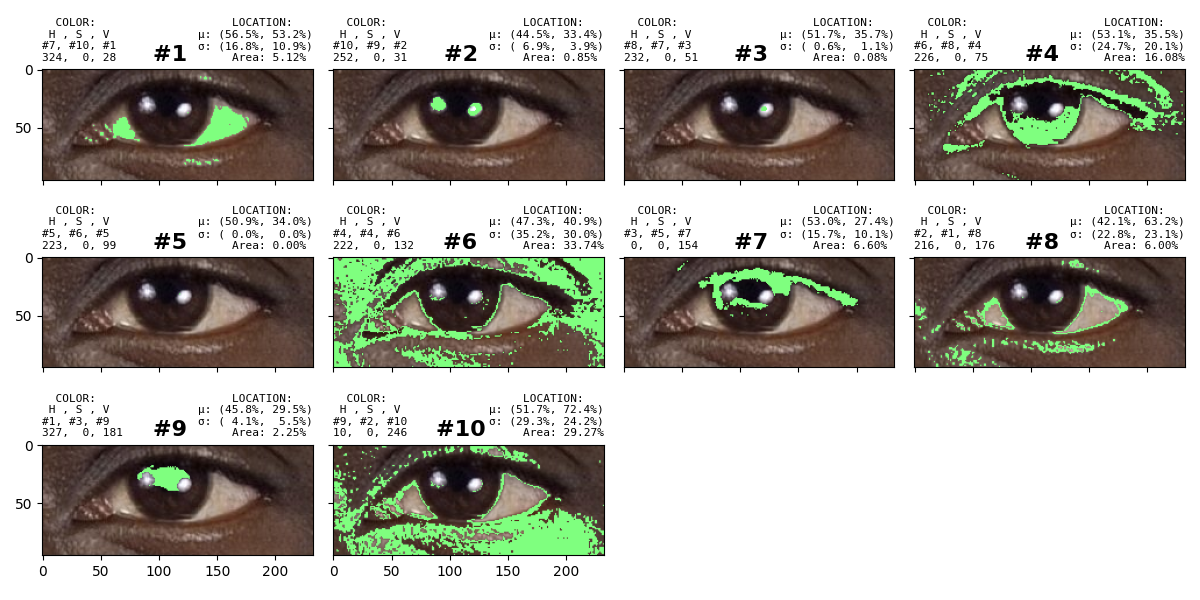 COLOR: LOCATION:
H , S , V μ: (56.5%, 53.2%)
#7, #10, #1 #1 σ: (16.8%, 10.9%)
324, 0, 28 Area: 5.12%
COLOR: LOCATION:
H , S , V μ: (44.5%, 33.4%)
#10, #9, #2 #2 σ: ( 6.9%, 3.9%)
252, 0, 31 Area: 0.85%
COLOR: LOCATION:
H , S , V μ: (51.7%, 35.7%)
#8, #7, #3 #3 σ: ( 0.6%, 1.1%)
232, 0, 51 Area: 0.08%
COLOR: LOCATION:
H , S , V μ: (53.1%, 35.5%)
#6, #8, #4 #4 σ: (24.7%, 20.1%)
226, 0, 75 Area: 16.08%
0
50
COLOR: LOCATION:
H , S , V μ: (50.9%, 34.0%)
#5, #6, #5 #5 σ: ( 0.0%, 0.0%)
223, 0, 99 Area: 0.00%
COLOR: LOCATION:
H , S , V μ: (47.3%, 40.9%)
#4, #4, #6 #6 σ: (35.2%, 30.0%)
222, 0, 132 Area: 33.74%
COLOR: LOCATION:
H , S , V μ: (53.0%, 27.4%)
#3, #5, #7 #7 σ: (15.7%, 10.1%)
0, 0, 154 Area: 6.60%
COLOR: LOCATION:
H , S , V μ: (42.1%, 63.2%)
#2, #1, #8 #8 σ: (22.8%, 23.1%)
216, 0, 176 Area: 6.00%
0
50
COLOR: LOCATION:
H , S , V μ: (45.8%, 29.5%)
#1, #3, #9 #9 σ: ( 4.1%, 5.5%)
327, 0, 181 Area: 2.25%
COLOR: LOCATION:
H , S , V μ: (51.7%, 72.4%)
#9, #2, #10 #10 σ: (29.3%, 24.2%)
10, 0, 246 Area: 29.27%
0
50
0 50 100 150 200
0 50 100 150 200